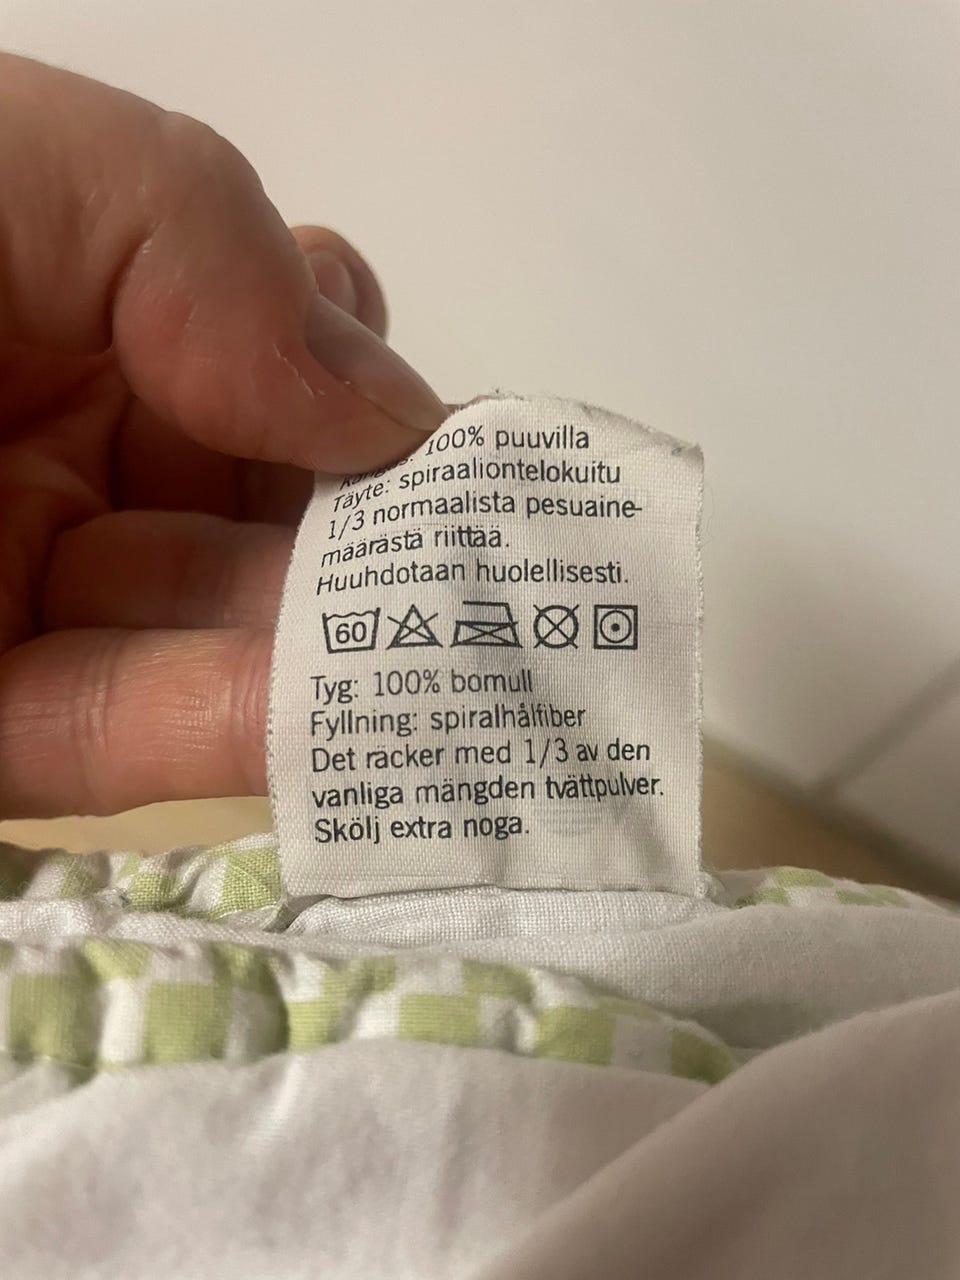 Kangas: 100% puuvilla
Täyte: spiraaliontelokuitu
1/3 normaalista pesuaine-
määrästä riittää.
Huuhdotaan huolellisesti.
60
Tyg: 100% bomull
Fyllning: spiralhålfiber
Det räcker med 1/3 av den
vanliga mängden tvättpulver.
Skölj extra noga.